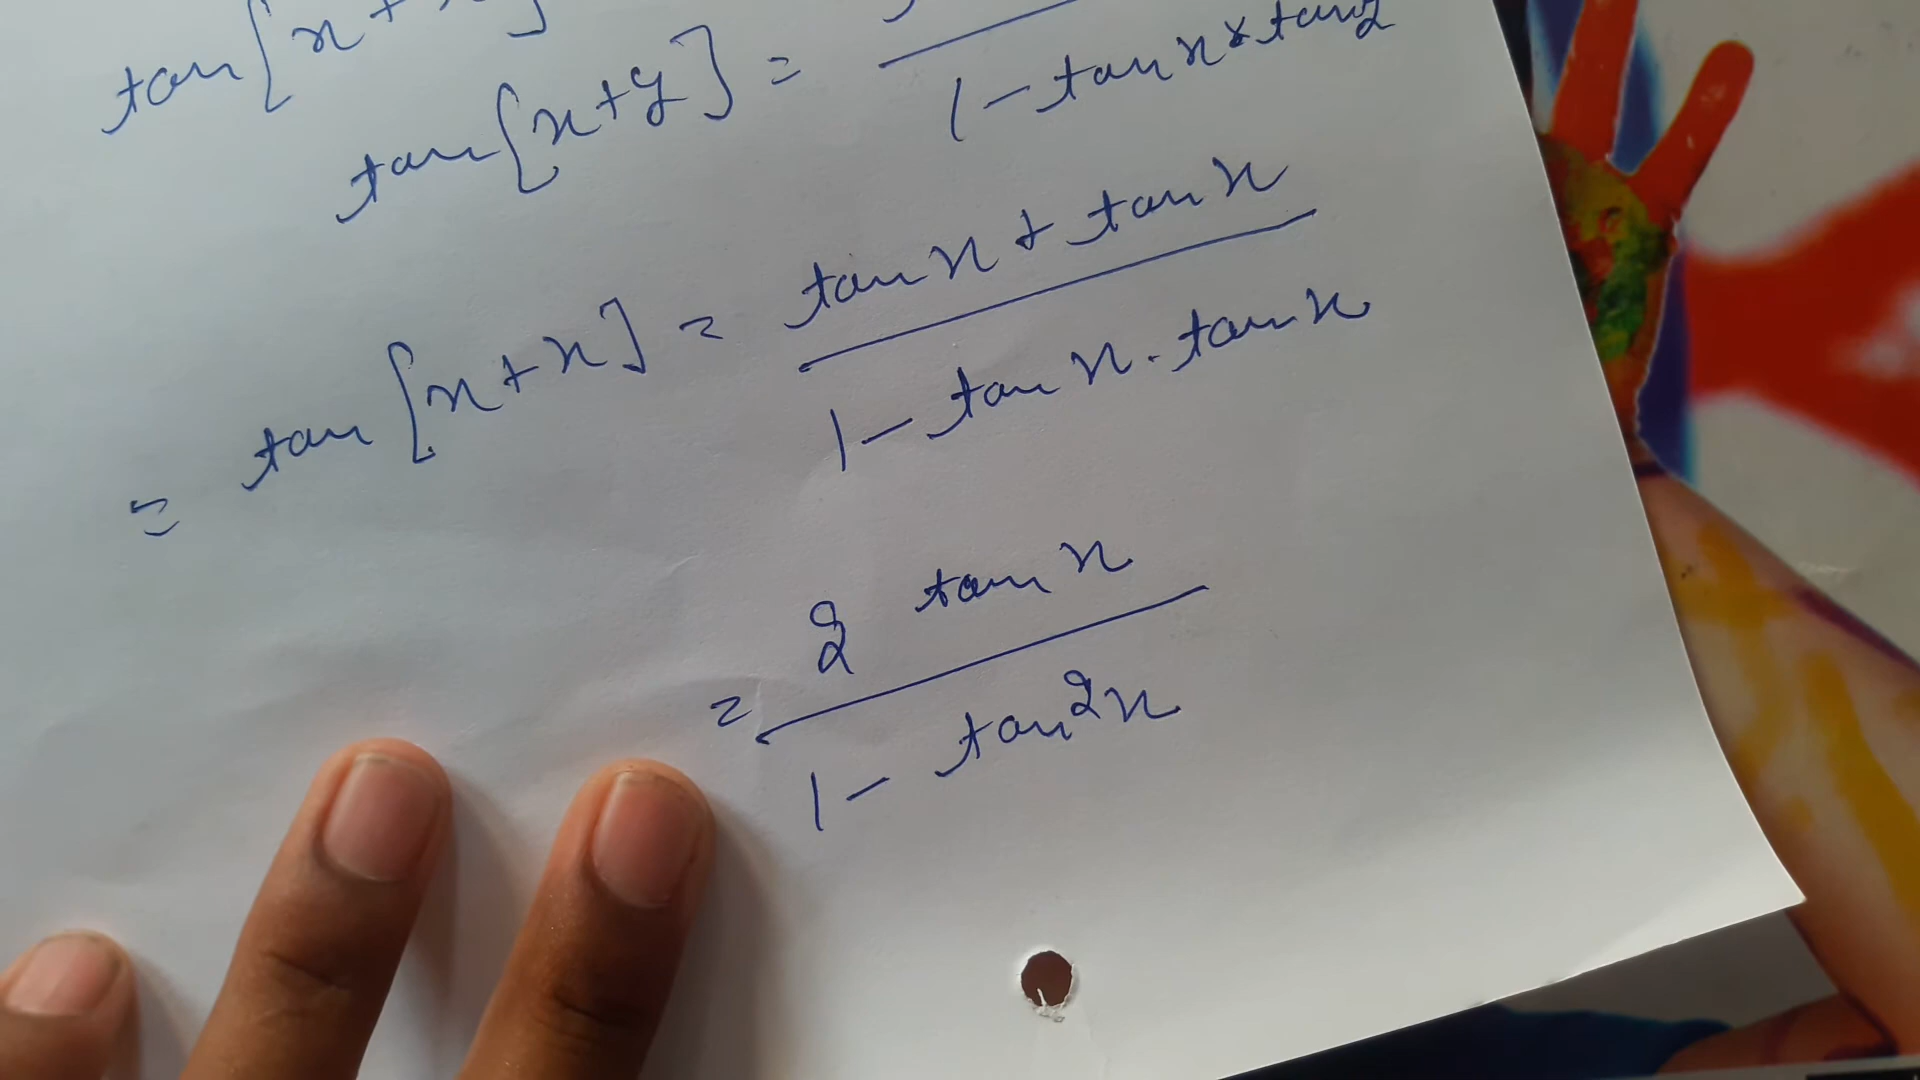 tan[x+
tan[x+y] =
1-tan x × tan y
tan[x+x] = tan x + tan x
1-tan x . tan x
=
= 2 tan x
1- tan²x